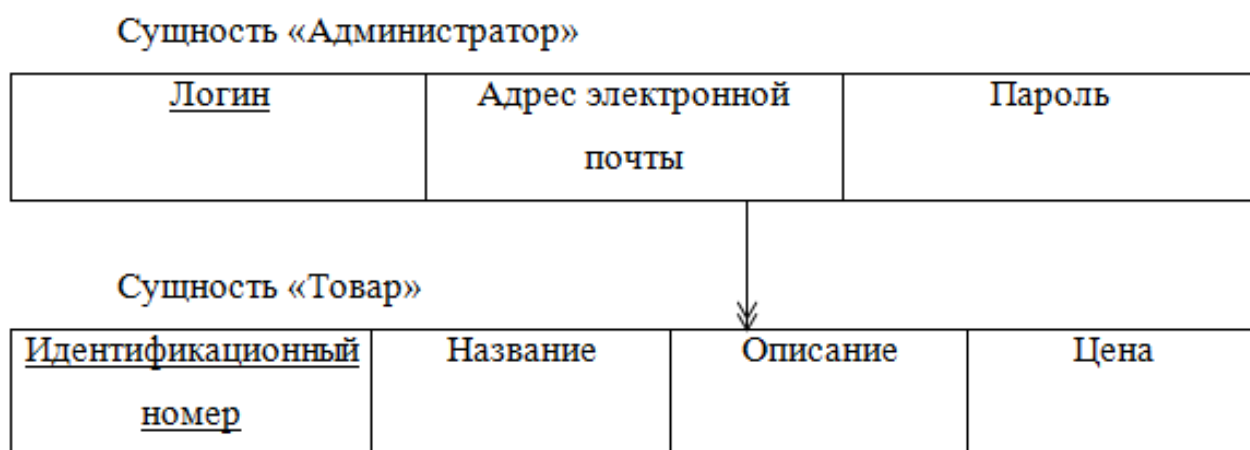 Сущность «Администратор»
Логин Адрес электронной Пароль
почты
Сущность «Товар»
Идентификационный Название Описание Цена
номер